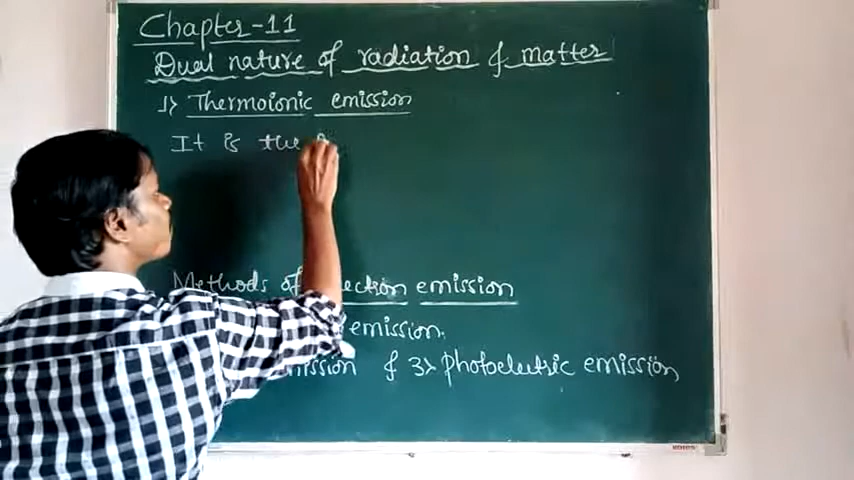 Chapter-11
Dual nature of radiation & matter
1> Thermoionic emission
It is the
Methods of emission
emission.
& 3> photoelectric emission,